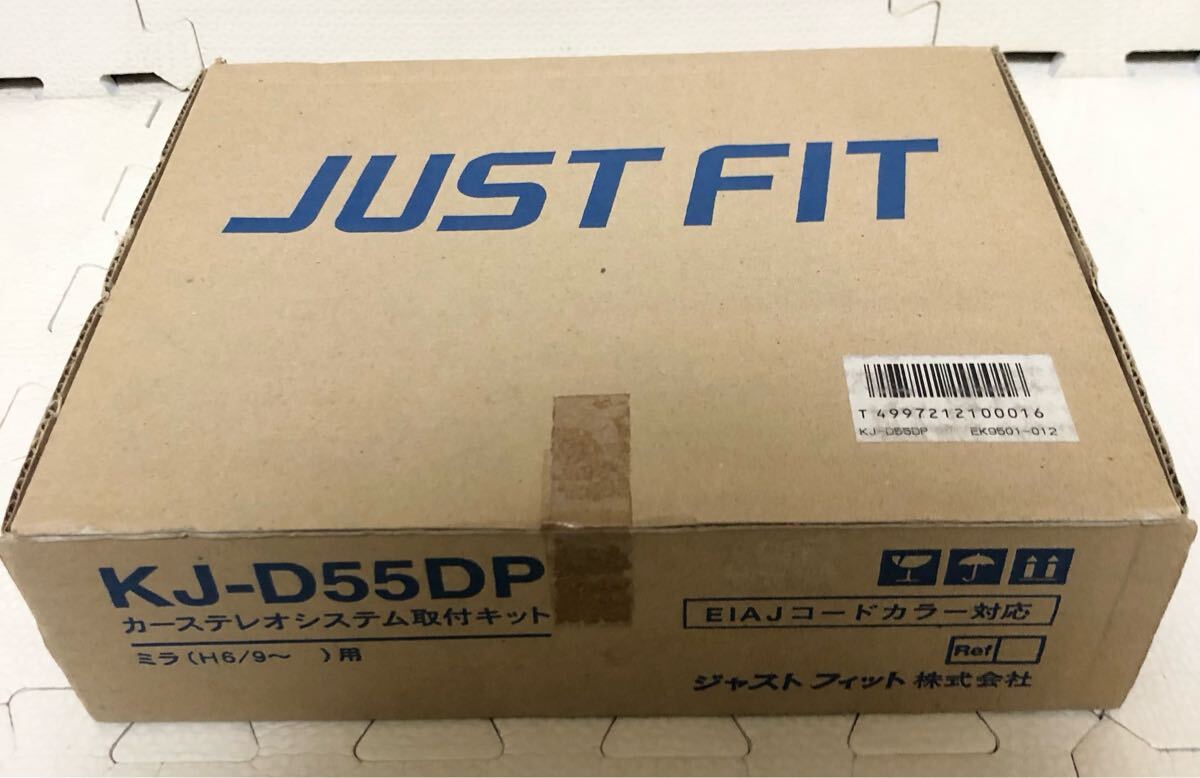 JUST FIT
T 4997212100016
KJ-D55DP EK9501-012
KJ-D55DP
カーステレオシステム取付キット
ミラ(H6/9〜 )用
EIAJコードカラー対応
Ref
ジャスト フィット 株式会社